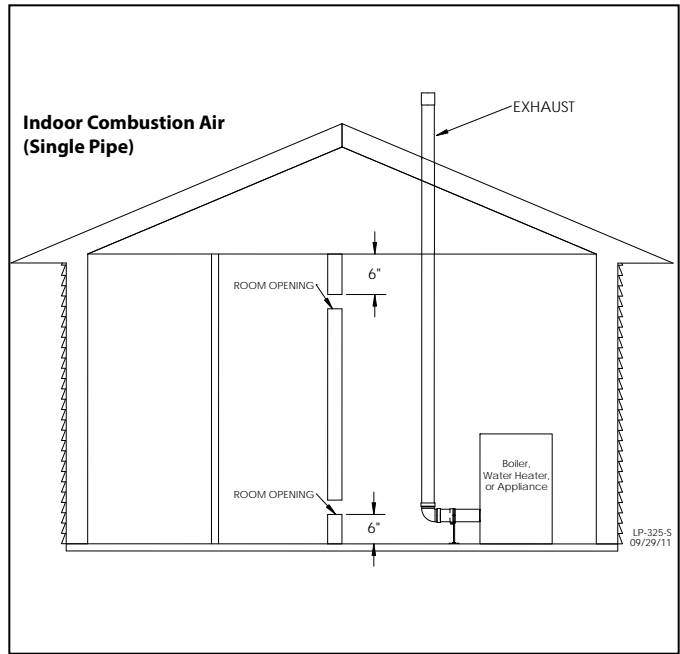 Indoor Combustion Air
(Single Pipe)
EXHAUST
6"
ROOM OPENING
ROOM OPENING
6"
Boiler,
Water Heater,
or Appliance
LP-325-S
09/29/11